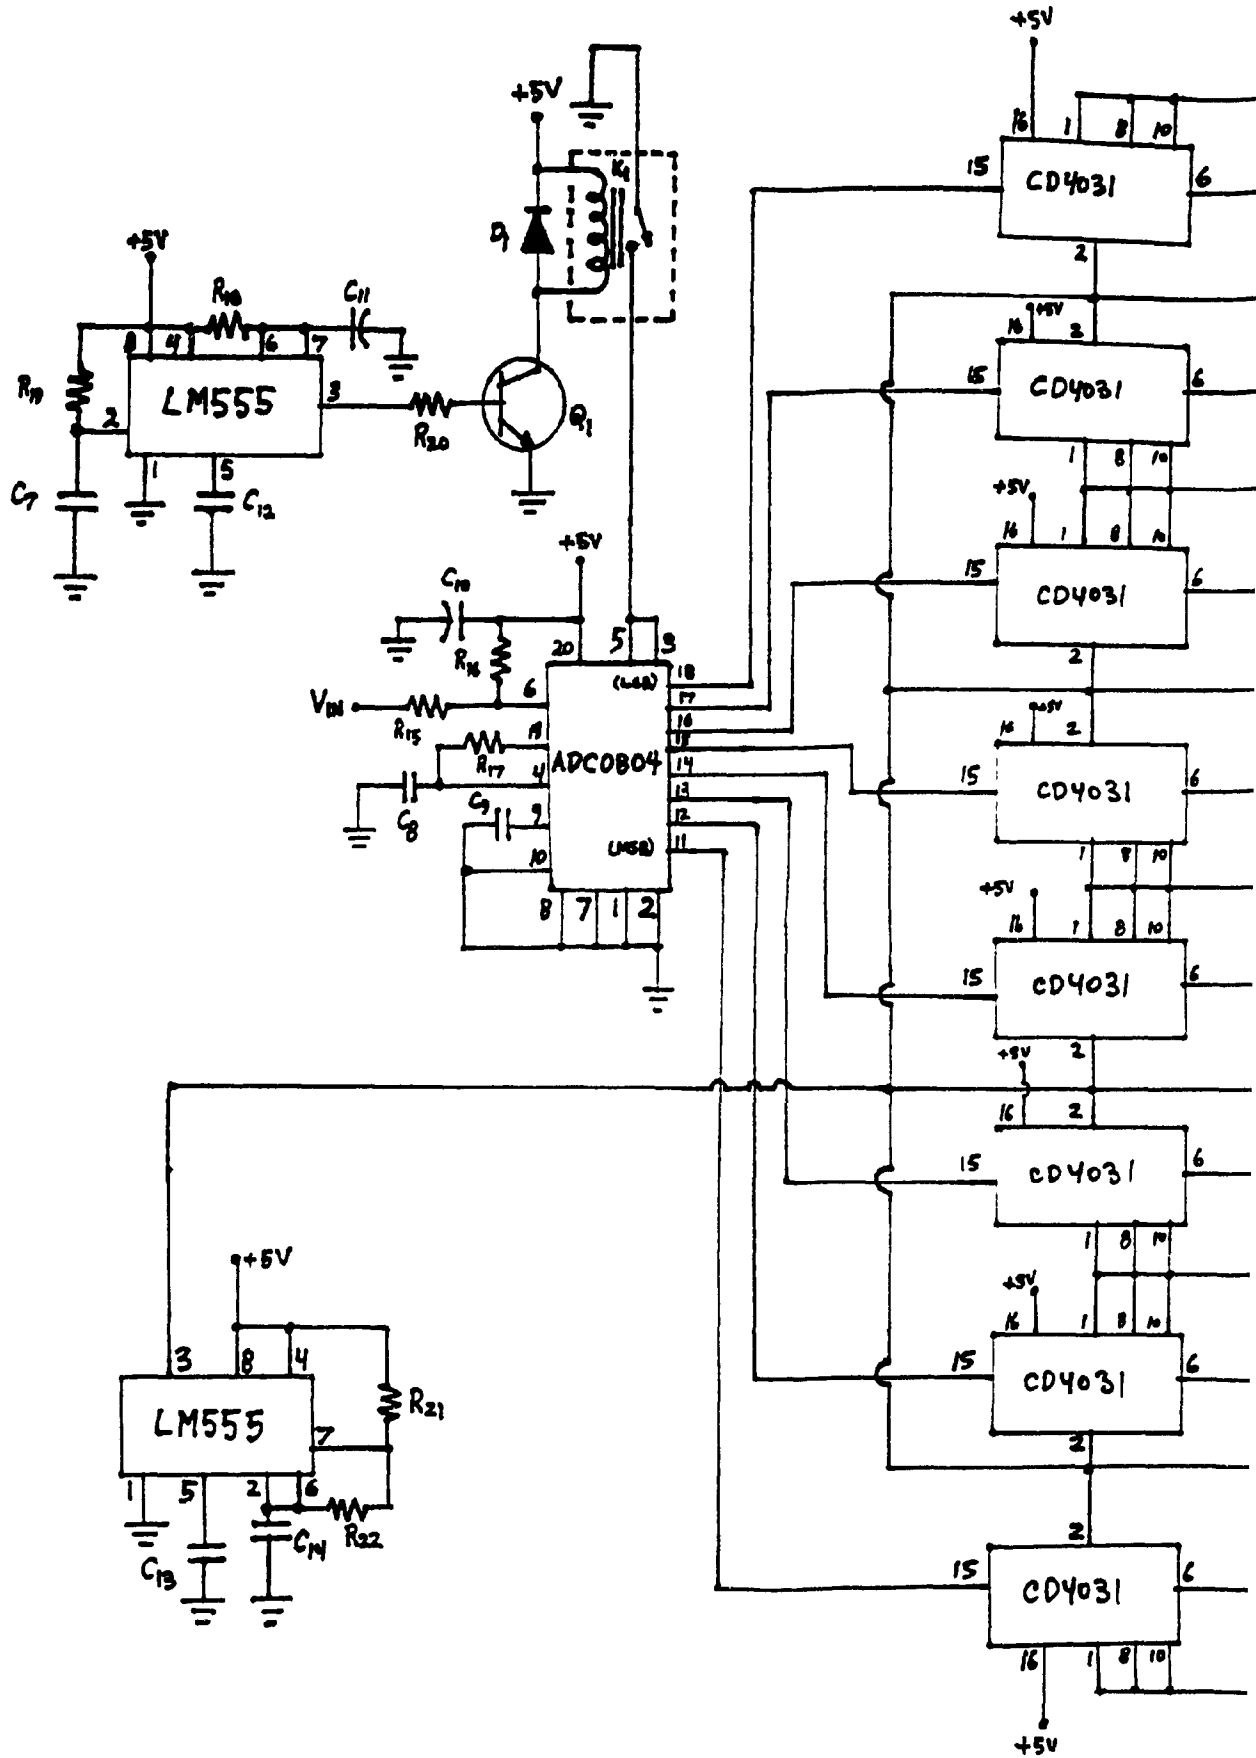 +5V
16 1 8 10
15 CD4031 6
2
+5V
K1
D1
+5V
R18 C11
8 4 6 7
R19 LM555 3
2
R20 Q1
1 5
C7 C12
16 +5V 2
15 CD4031 6
1 8 10
+5V
16 1 8 10
15 CD4031 6
2
+5V
C10
20 5 3
R16
(LSB) 18
VIN 6 17
R15 16
19 15
R17 ADC0804 14
4 13
C8 C9 9 12
(MSB) 11
10
8 7 1 2
16 +5V 2
15 CD4031 6
1 8 10
+5V
16 1 8 10
15 CD4031 6
2
+5V
16 2
15 CD4031 6
1 8 10
+5V
16 1 8 10
15 CD4031 6
2
+5V
3 8 4
R21
LM555 7
1 5 2 6
R22
C14
C13
2
15 CD4031 6
16 1 8 10
+5V